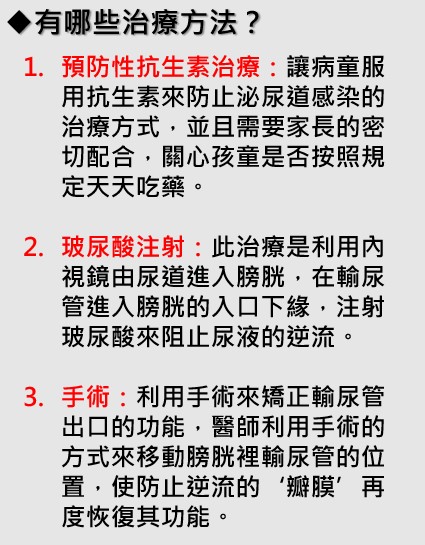 ◆有哪些治療方法？
1. 預防性抗生素治療：讓病童服
用抗生素來防止泌尿道感染的
治療方式，並且需要家長的密
切配合，關心孩童是否按照規
定天天吃藥。
2. 玻尿酸注射：此治療是利用內
視鏡由尿道進入膀胱，在輸尿
管進入膀胱的入口下緣，注射
玻尿酸來阻止尿液的逆流。
3. 手術：利用手術來矯正輸尿管
出口的功能，醫師利用手術的
方式來移動膀胱裡輸尿管的位
置，使防止逆流的‘瓣膜’再
度恢復其功能。